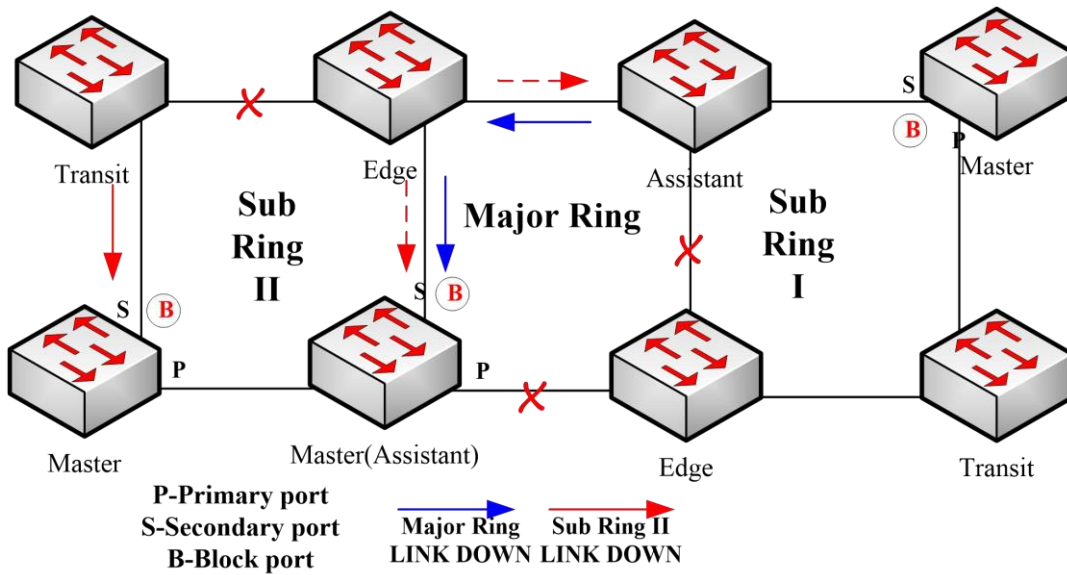 S
B
P
Transit
Edge
Assistant
Master
Sub
Ring
II
Major Ring
Sub
Ring
I
S
B
S
B
P
P
Master
Master(Assistant)
Edge
Transit
P-Primary port
S-Secondary port
B-Block port
Major Ring
LINK DOWN
Sub Ring II
LINK DOWN